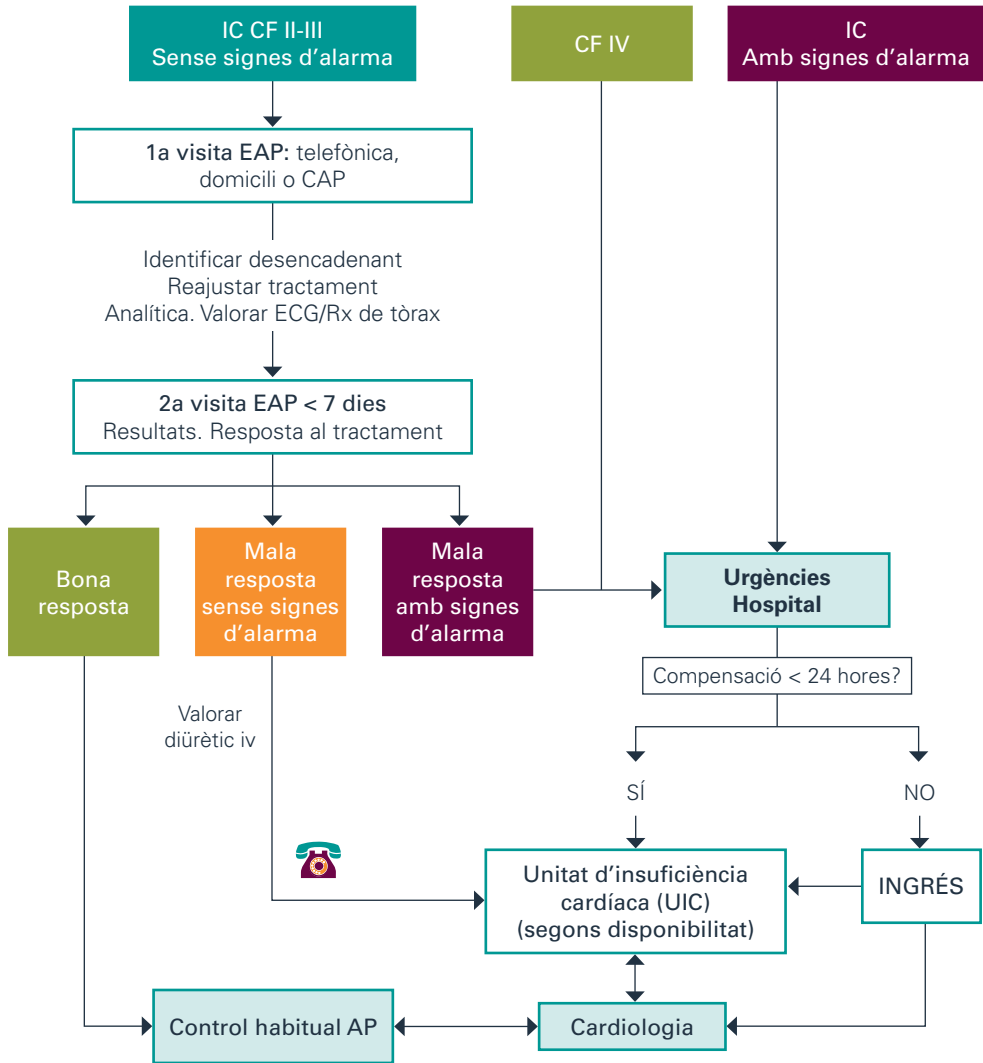 IC CF II-III
Sense signes d’alarma
CF IV
IC
Amb signes d’alarma
1a visita EAP: telefònica,
domicili o CAP
Identificar desencadenant
Reajustar tractament
Analítica. Valorar ECG/Rx de tòrax
2a visita EAP < 7 dies
Resultats. Resposta al tractament
Bona
resposta
Mala
resposta
sense signes
d’alarma
Mala
resposta
amb signes
d’alarma
Urgències
Hospital
Compensació < 24 hores?
Valorar
diürètic iv
SÍ
NO
Unitat d’insuficiència
cardíaca (UIC)
(segons disponibilitat)
INGRÉS
Control habitual AP
Cardiologia